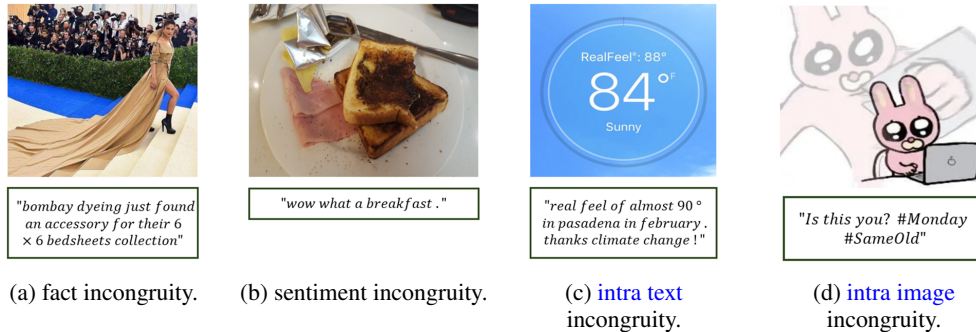 RealFeel®: 88°
84°F
Sunny
"bombay dyeing just found
an accessory for their 6
× 6 bedsheets collection"
"wow what a breakfast ."
"real feel of almost 90 °
in pasadena in february .
thanks climate change ! "
"Is this you? #Monday
#SameOld"
(a) fact incongruity.
(b) sentiment incongruity.
(c) intra text
incongruity.
(d) intra image
incongruity.